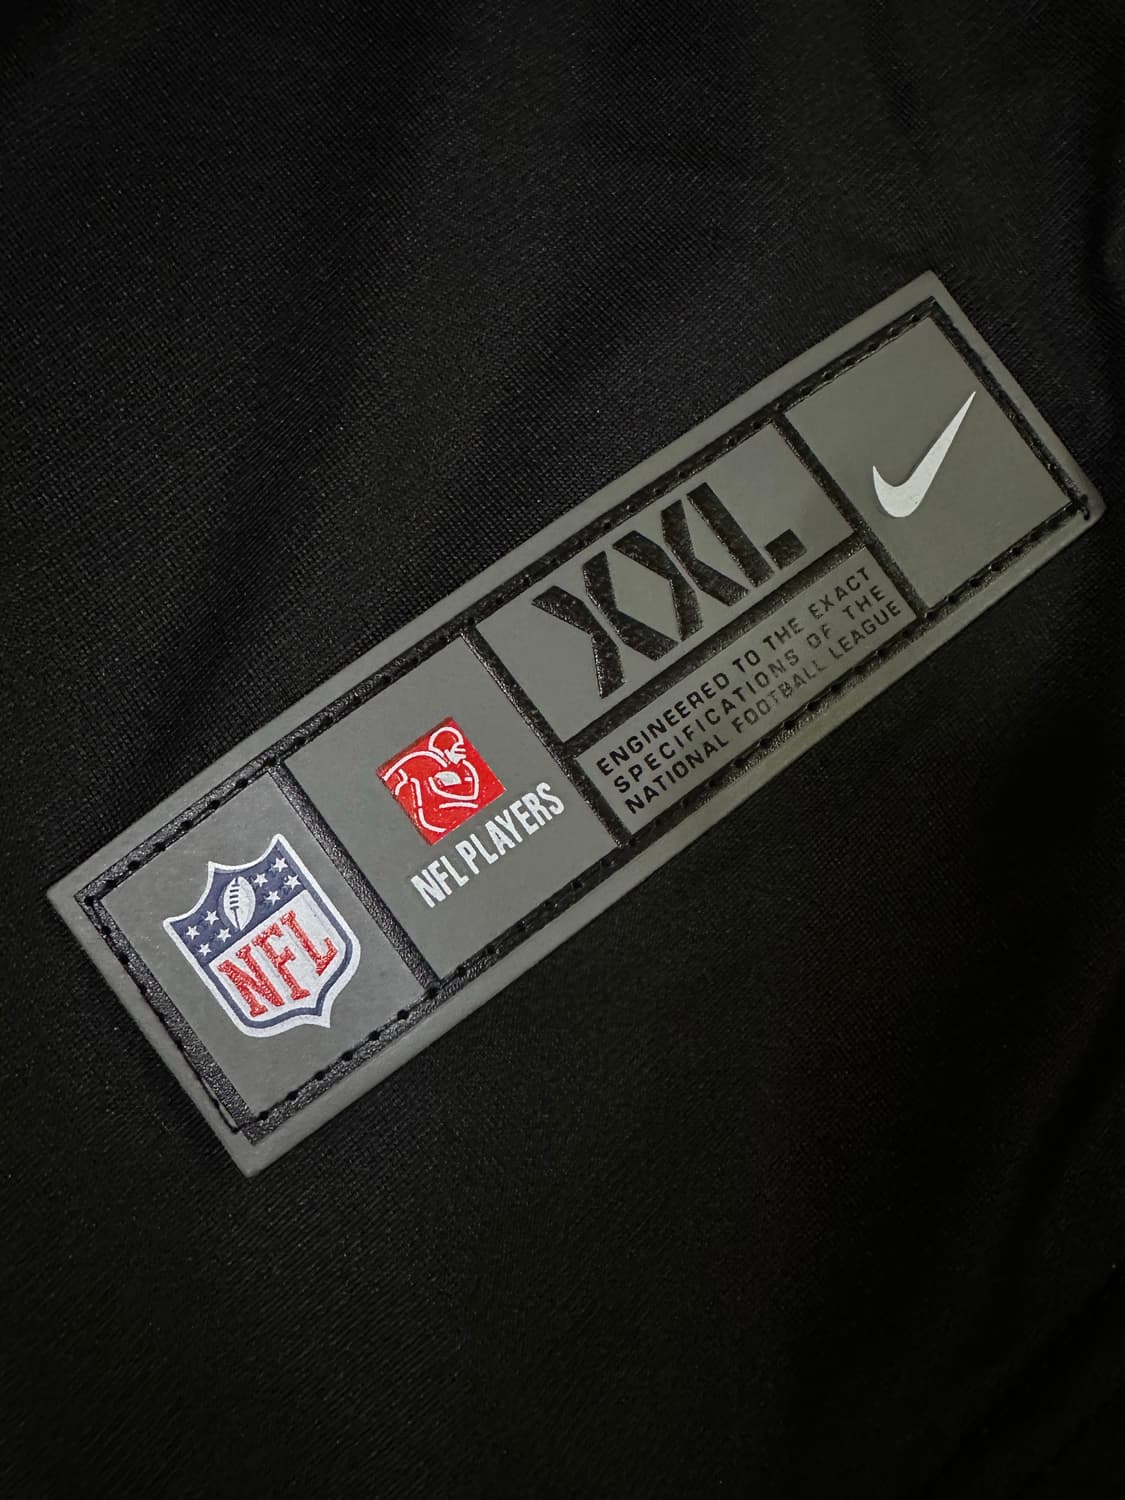 NFL
NFL PLAYERS
XXL
ENGINEERED TO THE EXACT
SPECIFICATIONS OF THE
NATIONAL FOOTBALL LEAGUE